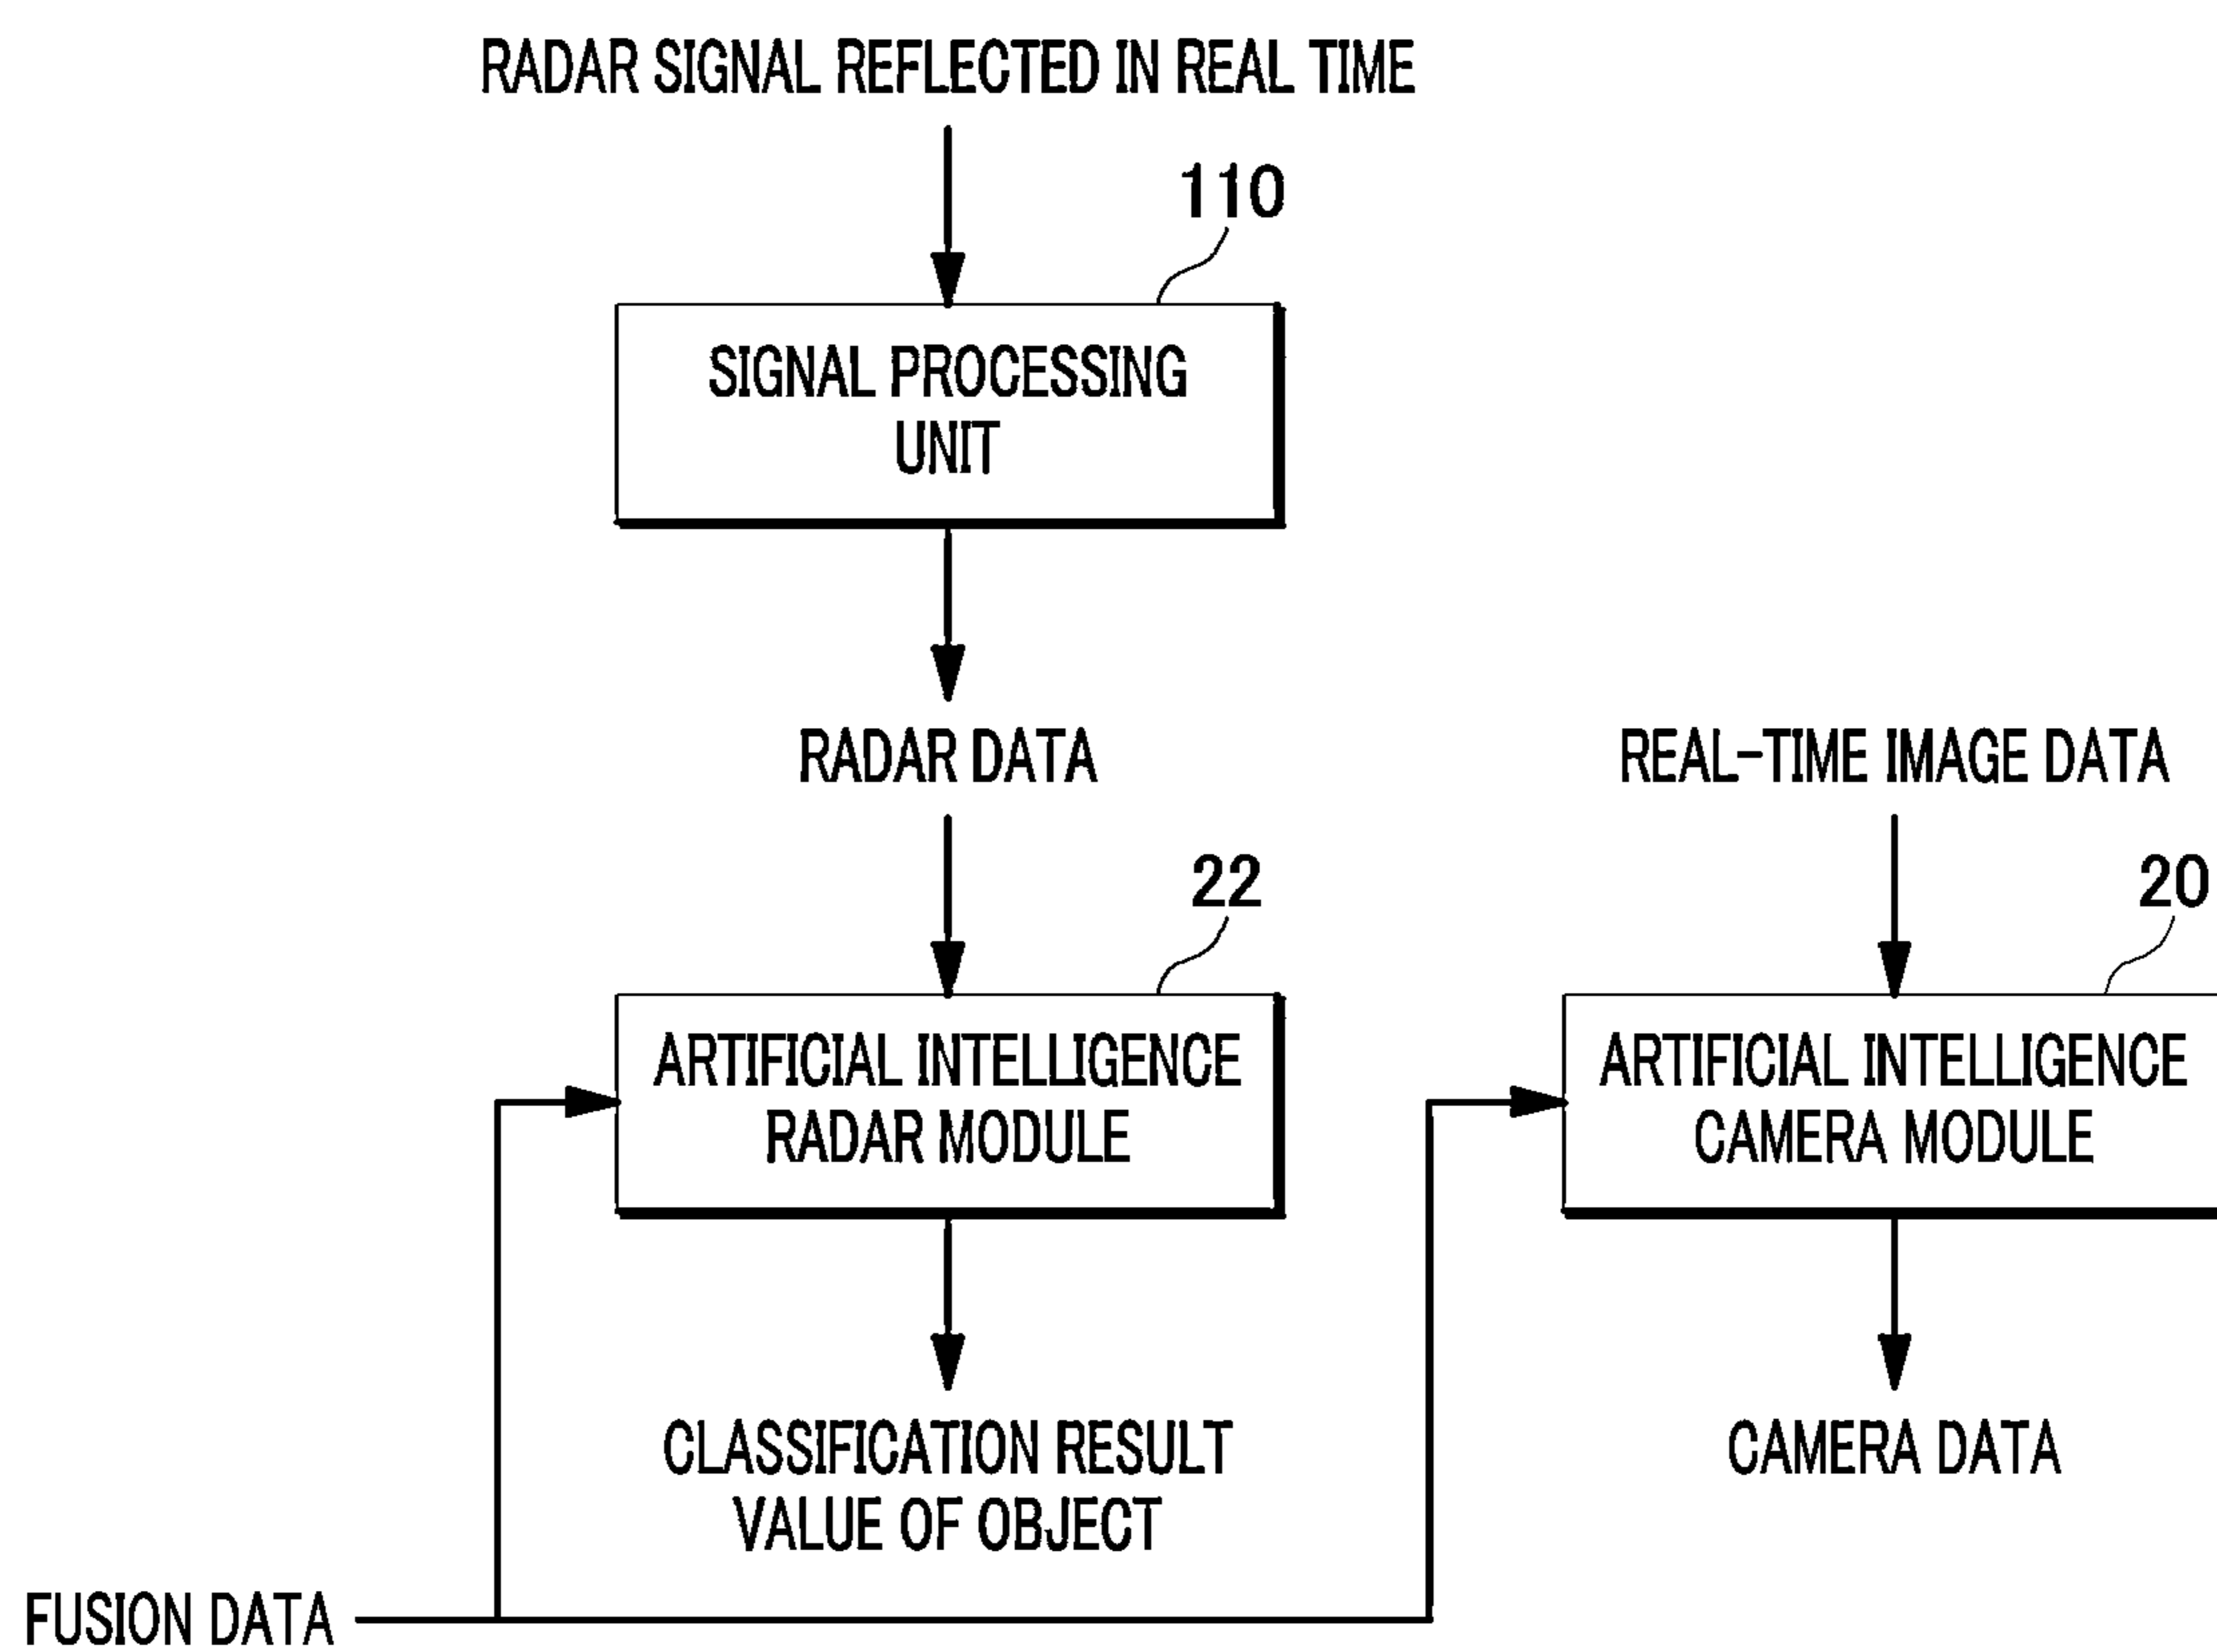 RADAR SIGNAL REFLECTED IN REAL TIME
110
SIGNAL PROCESSING
UNIT
RADAR DATA
REAL-TIME IMAGE DATA
22
20
ARTIFICIAL INTELLIGENCE
RADAR MODULE
ARTIFICIAL INTELLIGENCE
CAMERA MODULE
CLASSIFICATION RESULT
VALUE OF OBJECT
CAMERA DATA
FUSION DATA